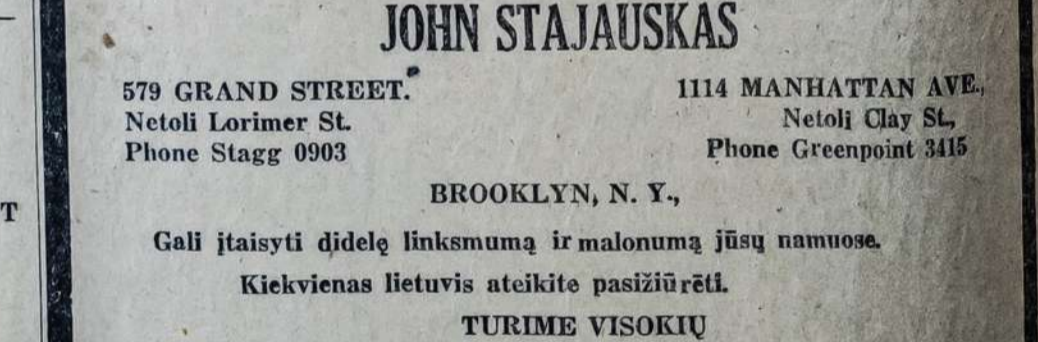 JOHN STAJAUSKAS
579 GRAND STREET.
Netoli Lorimer St.
Phone Stagg 0903
1114 MANHATTAN AVE.,
Netoli Clay St.,
Phone Greenpoint 3415
BROOKLYN, N. Y.,
Gali įtaisyti didelę linksmumą ir malonumą jūsų namuose.
Kiekvienas lietuvis ateikite pasižiūrėti.
TURIME VISOKIŲ
T